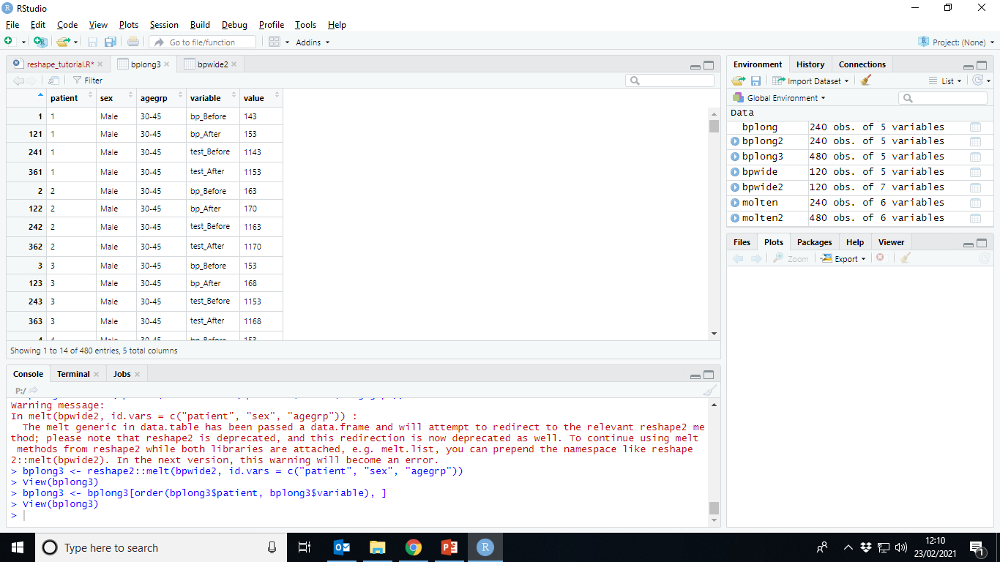 RStudio
File Edit Code View Plots Session Build Debug Profile Tools Help
Go to file/function Addins Project: (None)
reshape_tutorial.R* bplong3 bpwide2
Filter
patient sex agegrp variable value
1 1 Male 30-45 bp_Before 143
121 1 Male 30-45 bp_After 153
241 1 Male 30-45 test_Before 1143
361 1 Male 30-45 test_After 1153
2 2 Male 30-45 bp_Before 163
122 2 Male 30-45 bp_After 170
242 2 Male 30-45 test_Before 1163
362 2 Male 30-45 test_After 1170
3 3 Male 30-45 bp_Before 153
123 3 Male 30-45 bp_After 168
243 3 Male 30-45 test_Before 1153
363 3 Male 30-45 test_After 1168
4 4 Male 30-45 bp_Before 153
Showing 1 to 14 of 480 entries, 5 total columns
Console Terminal Jobs
P:/
Warning message:
In melt(bpwide2, id.vars = c("patient", "sex", "agegrp")) :
The melt generic in data.table has been passed a data.frame and will attempt to redirect to the relevant reshape2 me
thod; please note that reshape2 is deprecated, and this redirection is now deprecated as well. To continue using melt
methods from reshape2 while both libraries are attached, e.g. melt.list, you can prepend the namespace like reshape
2::melt(bpwide2). In the next version, this warning will become an error.
> bplong3 <- reshape2::melt(bpwide2, id.vars = c("patient", "sex", "agegrp"))
> View(bplong3)
> bplong3 <- bplong3[order(bplong3$patient, bplong3$variable), ]
> View(bplong3)
>
Environment History Connections
Import Dataset List
Global Environment
Data
bplong 240 obs. of 5 variables
bplong2 240 obs. of 5 variables
bplong3 480 obs. of 5 variables
bpwide 120 obs. of 5 variables
bpwide2 120 obs. of 7 variables
molten 240 obs. of 6 variables
molten2 480 obs. of 6 variables
Files Plots Packages Help Viewer
Zoom Export
Type here to search
12:10
23/02/2021
1